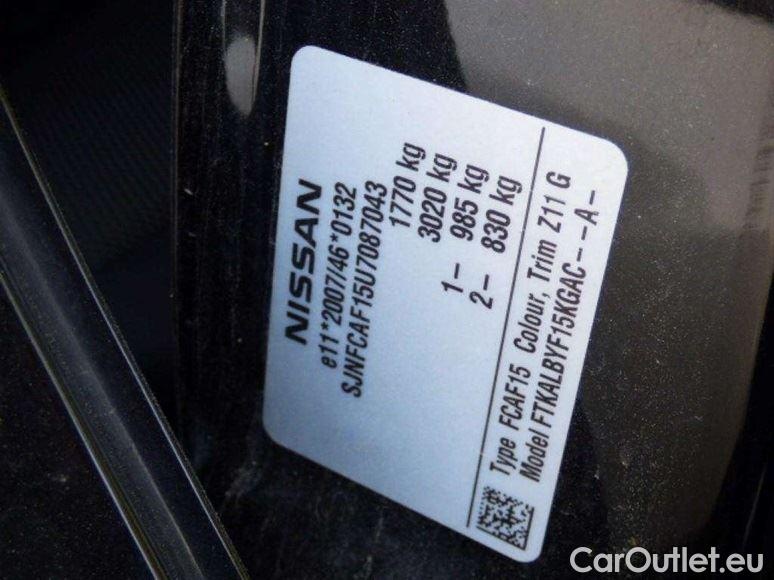 NISSAN
e11*2007/46*0132
SJNFCAF15U7087043
1770 kg
3020 kg
1– 985 kg
2– 830 kg
Type FCAF15 Colour, Trim Z11 G
Model FTKALBYF15KGAC– –A–
CarOutlet.eu